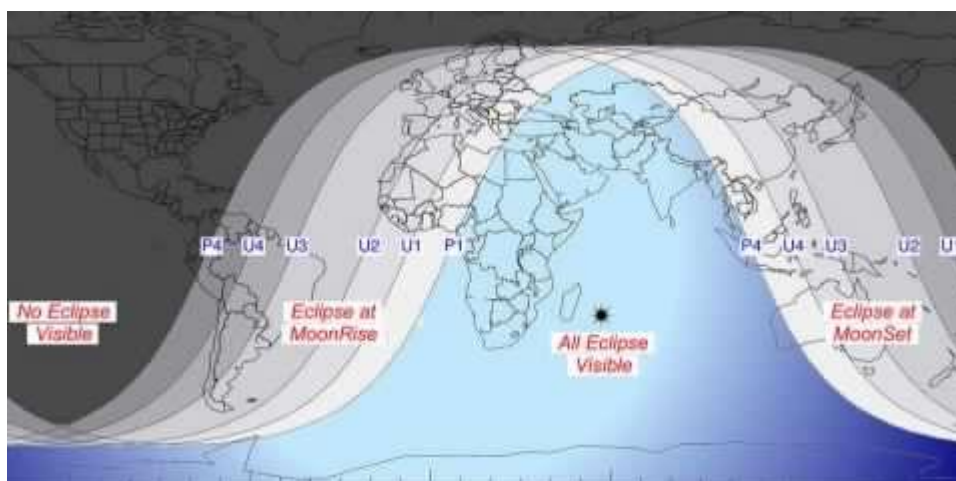 P4 U4 U3 U2 U1 P1 P4 U4 U3 U2 U1
No Eclipse
Visible
Eclipse at
MoonRise
All Eclipse
Visible
Eclipse at
MoonSet